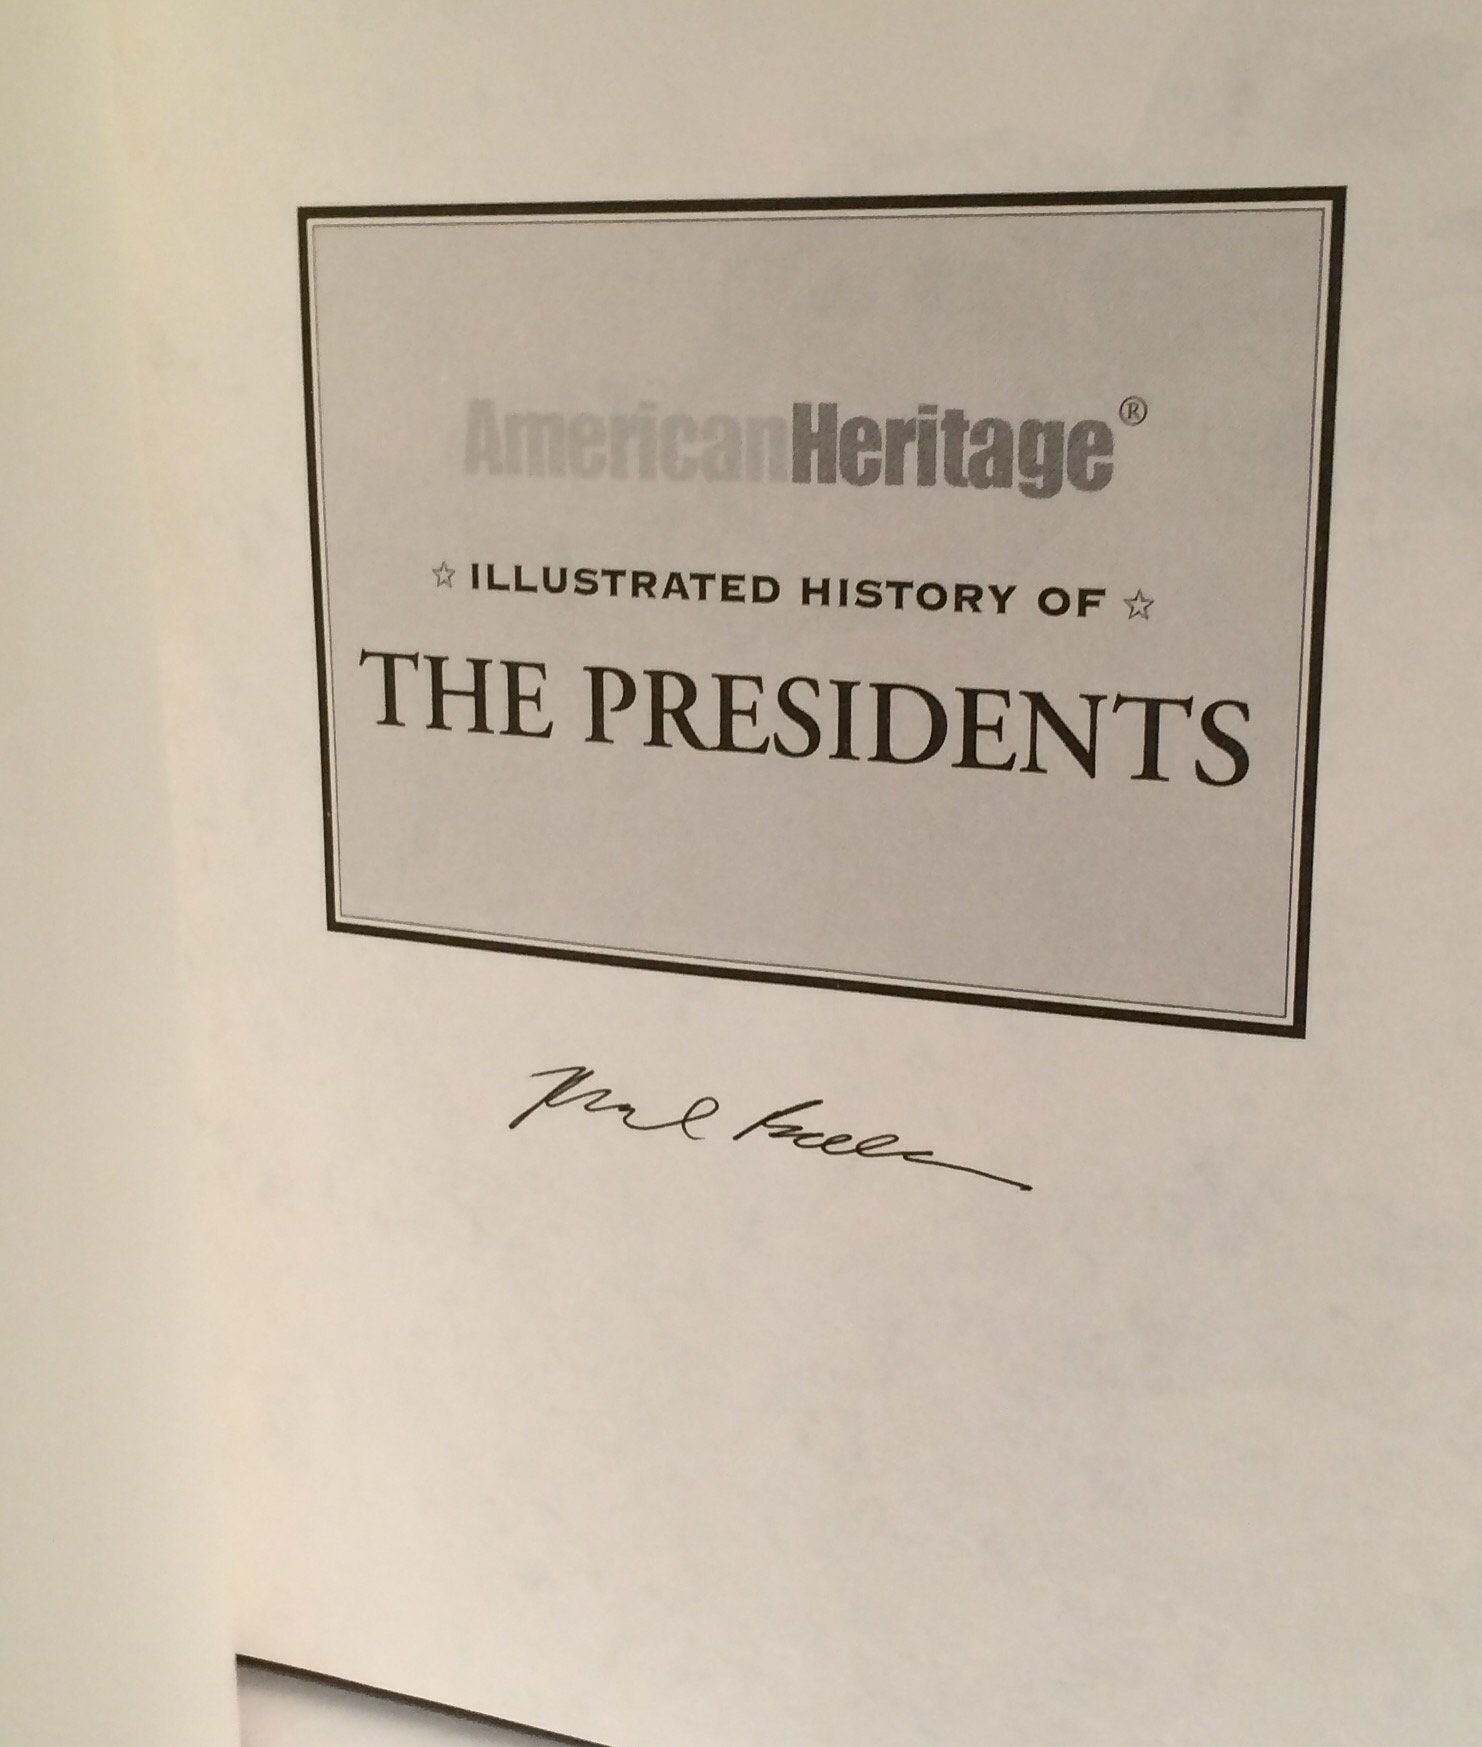 AmericanHeritage®
☆ ILLUSTRATED HISTORY OF ☆
THE PRESIDENTS